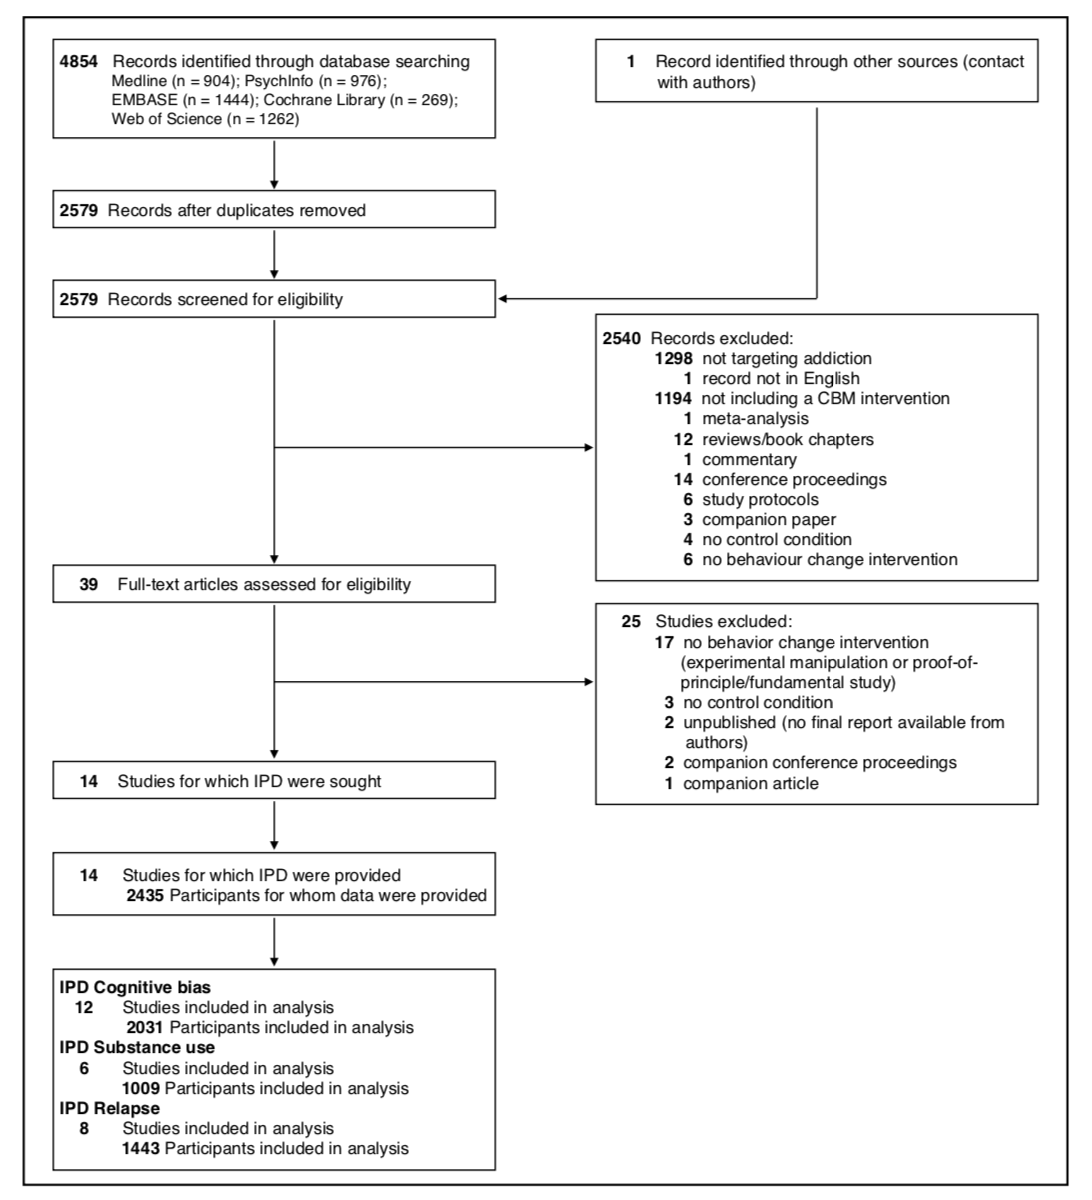 4854 Records identified through database searching
Medline (n = 904); PsychInfo (n = 976);
EMBASE (n = 1444); Cochrane Library (n = 269);
Web of Science (n = 1262)
1 Record identified through other sources (contact
with authors)
2579 Records after duplicates removed
2579 Records screened for eligibility
2540 Records excluded:
1298 not targeting addiction
1 record not in English
1194 not including a CBM intervention
1 meta-analysis
12 reviews/book chapters
1 commentary
14 conference proceedings
6 study protocols
3 companion paper
4 no control condition
6 no behaviour change intervention
39 Full-text articles assessed for eligibility
25 Studies excluded:
17 no behavior change intervention
(experimental manipulation or proof-of-
principle/fundamental study)
3 no control condition
2 unpublished (no final report available from
authors)
2 companion conference proceedings
1 companion article
14 Studies for which IPD were sought
14 Studies for which IPD were provided
2435 Participants for whom data were provided
IPD Cognitive bias
12 Studies included in analysis
2031 Participants included in analysis
IPD Substance use
6 Studies included in analysis
1009 Participants included in analysis
IPD Relapse
8 Studies included in analysis
1443 Participants included in analysis